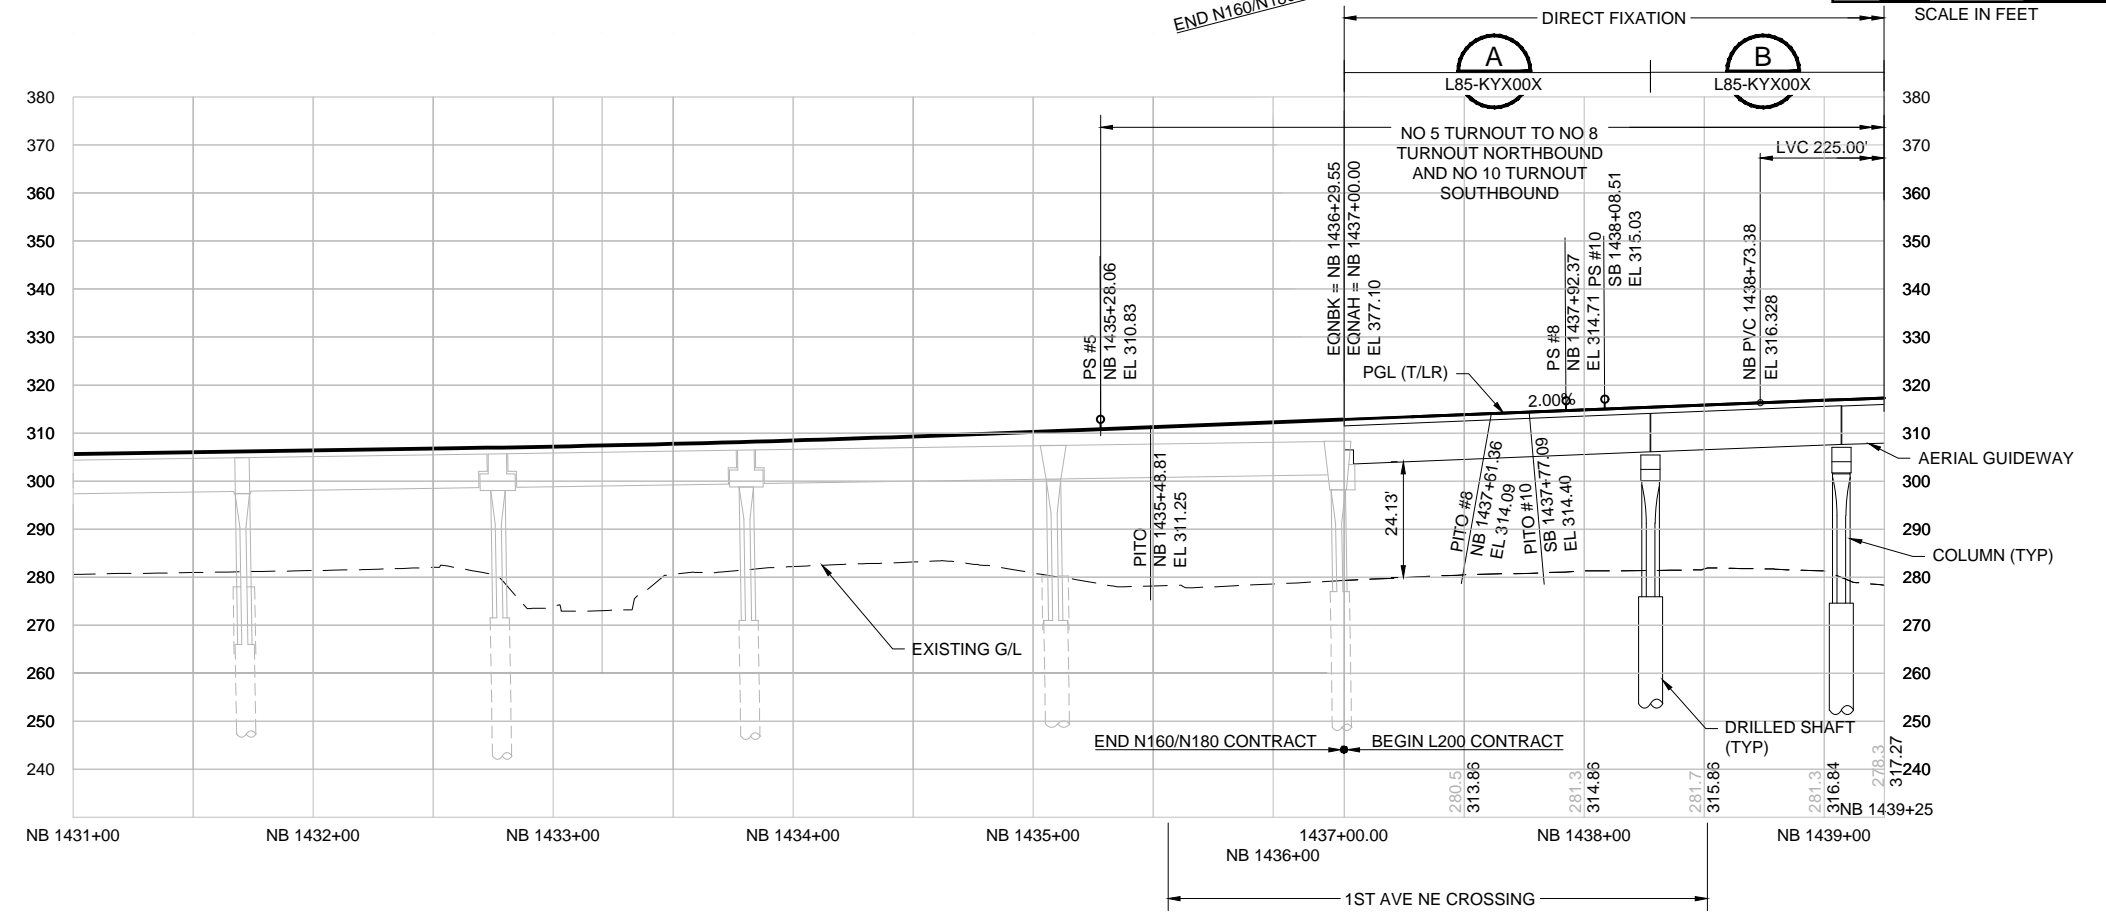 END N160/N180
DIRECT FIXATION
SCALE IN FEET
A
L85-KYX00X
B
L85-KYX00X
380
370
360
350
340
330
320
310
300
290
280
270
260
250
240
380
370
360
350
340
330
320
310
300
290
280
270
260
250
240
NO 5 TURNOUT TO NO 8
TURNOUT NORTHBOUND
AND NO 10 TURNOUT
SOUTHBOUND
LVC 225.00'
PS #5
NB 1435+28.06
EL 310.83
EQNBK = NB 1436+29.55
EQNAH = NB 1437+00.00
EL 377.10
PS #8
NB 1437+92.37
EL 314.71
PS #10
SB 1438+08.51
EL 315.03
NB PVC 1438+73.38
EL 316.328
PGL (T/LR)
2.00%
PITO
NB 1435+48.81
EL 311.25
24.13'
PITO #8
NB 1437+61.36
EL 314.09
PITO #10
SB 1437+77.09
EL 314.40
AERIAL GUIDEWAY
COLUMN (TYP)
EXISTING G/L
DRILLED SHAFT
(TYP)
END N160/N180 CONTRACT
BEGIN L200 CONTRACT
280.5
313.86
281.3
314.86
281.7
315.86
281.3
316.84
278.3
317.27
NB 1439+25
NB 1431+00
NB 1432+00
NB 1433+00
NB 1434+00
NB 1435+00
1437+00.00
NB 1438+00
NB 1439+00
NB 1436+00
1ST AVE NE CROSSING